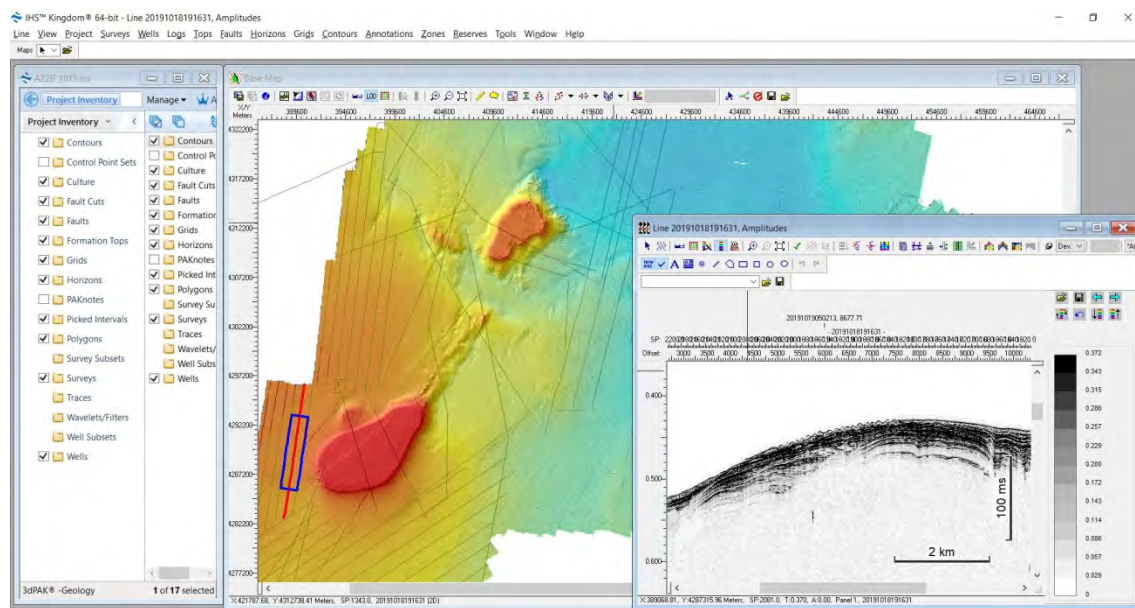 IHS™ Kingdom® 64-bit - Line 20191018191631, Amplitudes
Line View Project Surveys Wells Logs Tops Faults Horizons Grids Contours Annotations Zones Reserves Tools Window Help
Maps
Project Inventory
Manage
Project Inventory
Contours
Control Point Sets
Culture
Fault Cuts
Faults
Formation Tops
Grids
Horizons
PAKnotes
Picked Intervals
Polygons
Survey Subsets
Surveys
Traces
Wavelets/Filters
Well Subsets
Wells
Contours
Control Po
Culture
Fault Cuts
Faults
Formation
Grids
Horizons
PAKnotes
Picked Int
Polygons
Survey Su
Surveys
Traces
Wavelets/
Well Subs
Wells
3dPAK® -Geology
1 of 17 selected
Base Map
X/Y:
Meters
389600 394600 399600 404600 409600 414600 419600 424600 429600 434600 439600 444600 449600 454600 459600 464600
4322200
4317200
4312200
4307200
4302200
4297200
4292200
4287200
4282200
4277200
X:421787.68, Y:4312738.41 Meters, SP:1343.0, 20191018191631 (2D)
Line 20191018191631, Amplitudes
Dev.
20191019050213, 8677.71
- 20191018191631 -
SP:
Offset:
3000 3500 4000 4500 5000 5500 6000 6500 7000 7500 8000 8500 9000 9500 10000
0.400
0.500
0.600
100 ms
2 km
0.372
0.343
0.315
0.286
0.257
0.229
0.200
0.172
0.143
0.114
0.086
0.057
0.029
0
X:389068.81, Y:4287315.96 Meters, SP:2081.0, T:0.370, A:0.00, Panel 1, 20191018191631